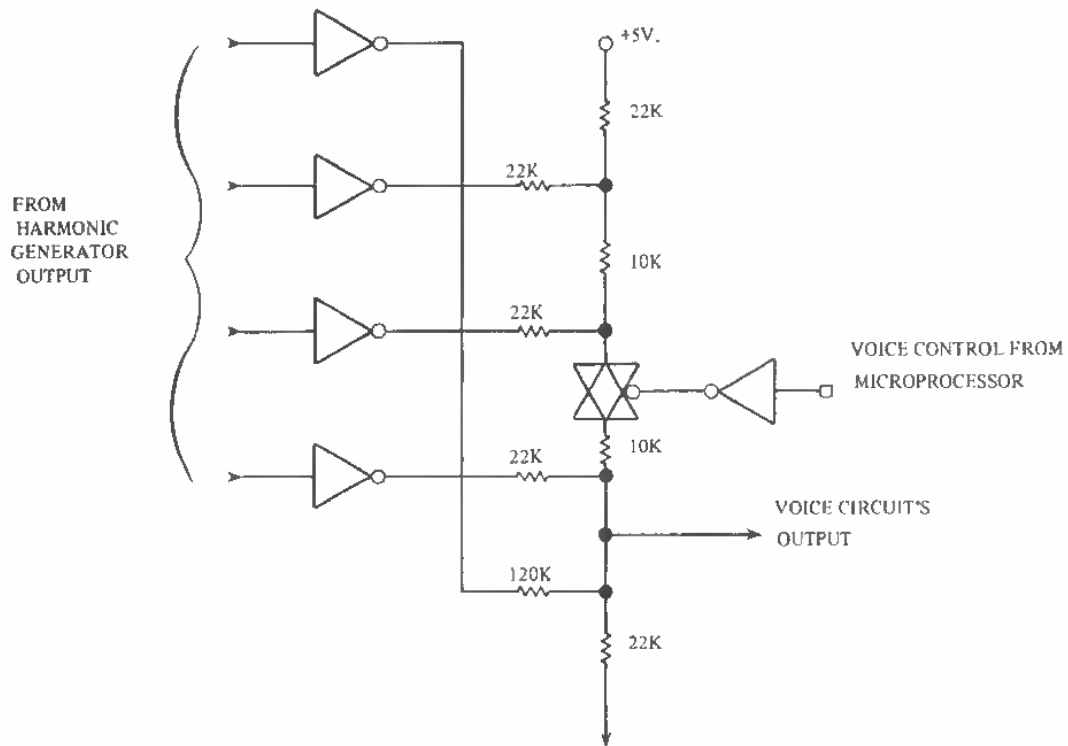 +5V.
22K
22K
FROM
HARMONIC
GENERATOR
OUTPUT
10K
22K
VOICE CONTROL FROM
MICROPROCESSOR
10K
22K
VOICE CIRCUIT'S
OUTPUT
120K
22K